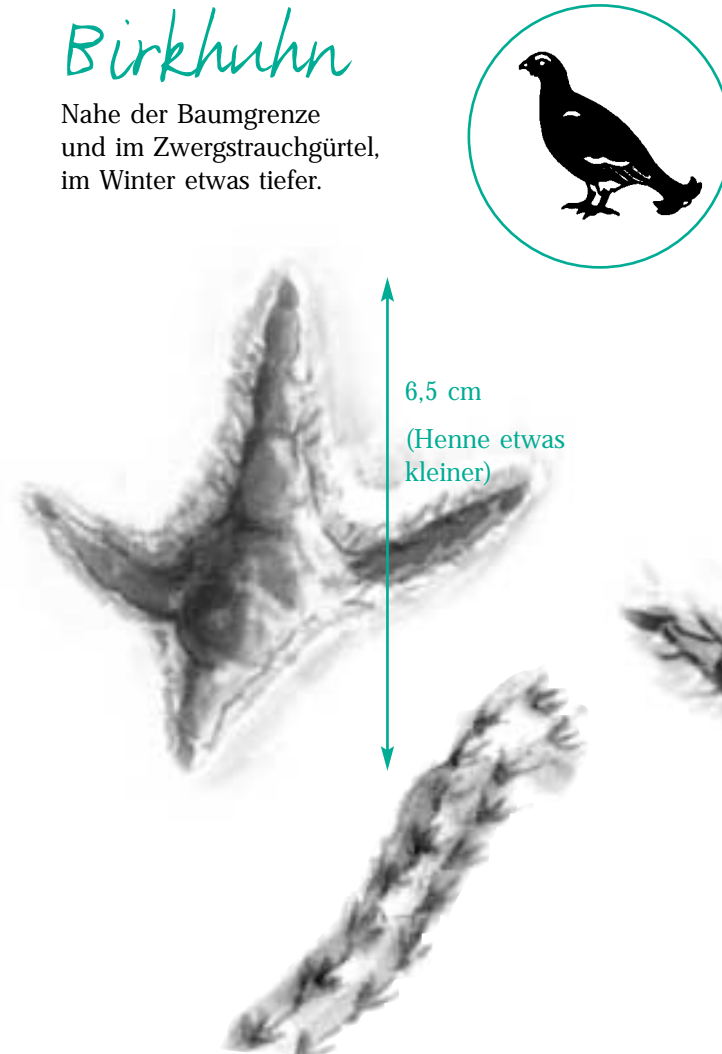 Birkhuhn
Nahe der Baumgrenze
und im Zwergstrauchgürtel,
im Winter etwas tiefer.
6,5 cm
(Henne etwas
kleiner)